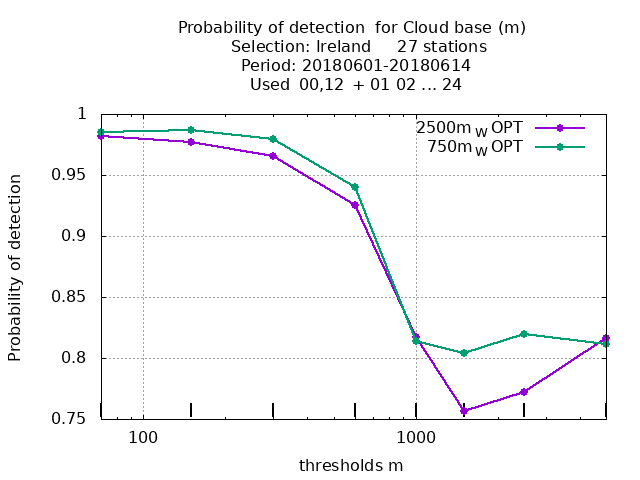 Probability of detection  for Cloud base (m)
Selection: Ireland     27 stations
Period: 20180601-20180614
Used  00,12  + 01 02 ... 24
2500m W OPT
750m W OPT
1
0.95
0.9
0.85
0.8
0.75
Probability of detection
100
1000
thresholds m